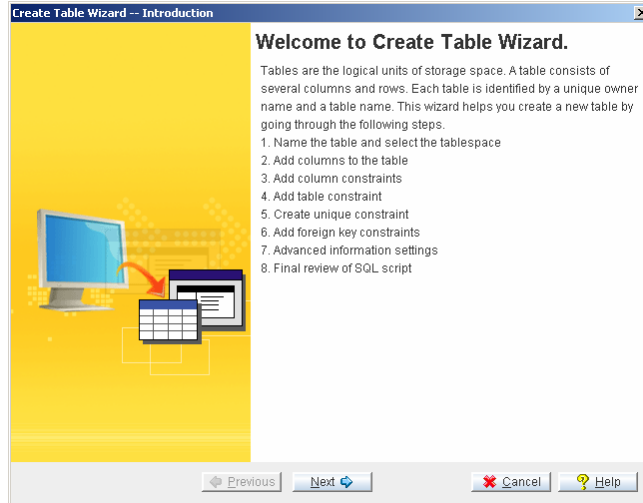 Create Table Wizard -- Introduction
Welcome to Create Table Wizard.
Tables are the logical units of storage space. A table consists of
several columns and rows. Each table is identified by a unique owner
name and a table name. This wizard helps you create a new table by
going through the following steps.
1. Name the table and select the tablespace
2. Add columns to the table
3. Add column constraints
4. Add table constraint
5. Create unique constraint
6. Add foreign key constraints
7. Advanced information settings
8. Final review of SQL script
Previous
Next
Cancel
Help